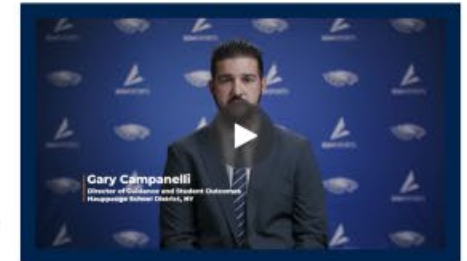 Gary Campanelli
Director of Guidance and Student Outcomes
Hauppauge School District, NY